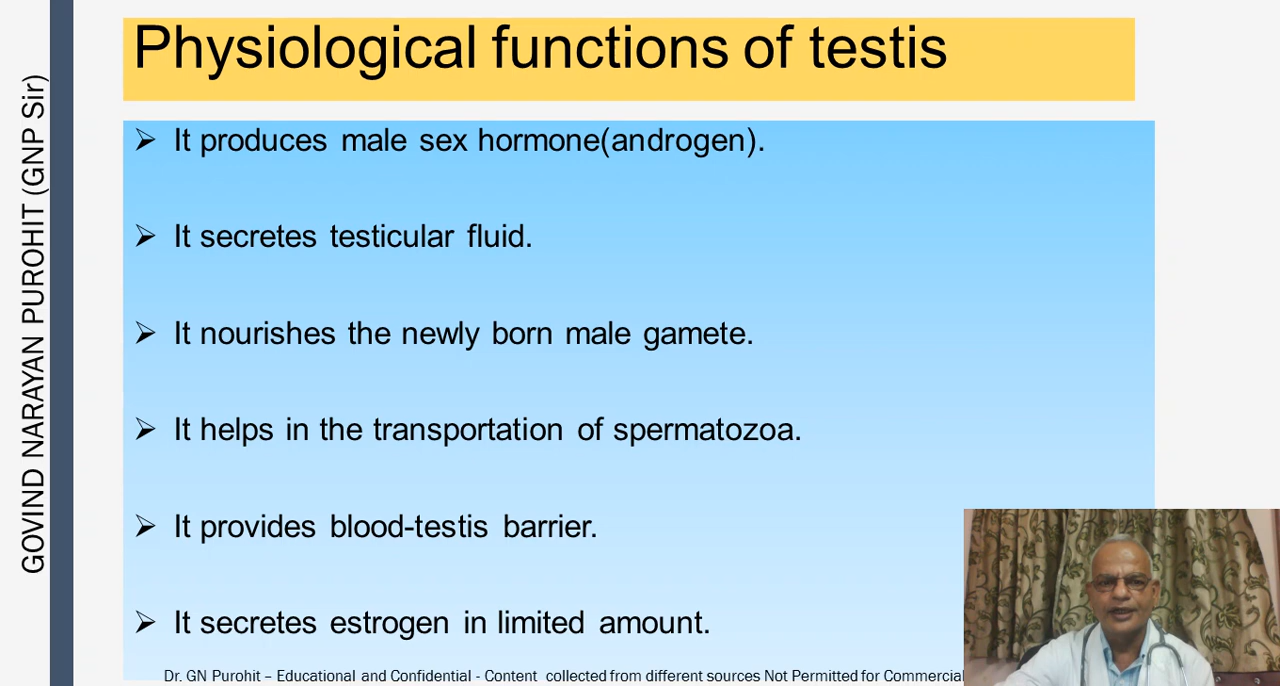 Physiological functions of testis
GOVIND NARAYAN PUROHIT (GNP Sir)
➢ It produces male sex hormone(androgen).
➢ It secretes testicular fluid.
➢ It nourishes the newly born male gamete.
➢ It helps in the transportation of spermatozoa.
➢ It provides blood-testis barrier.
➢ It secretes estrogen in limited amount.
Dr. GN Purohit – Educational and Confidential - Content collected from different sources Not Permitted for Commercial